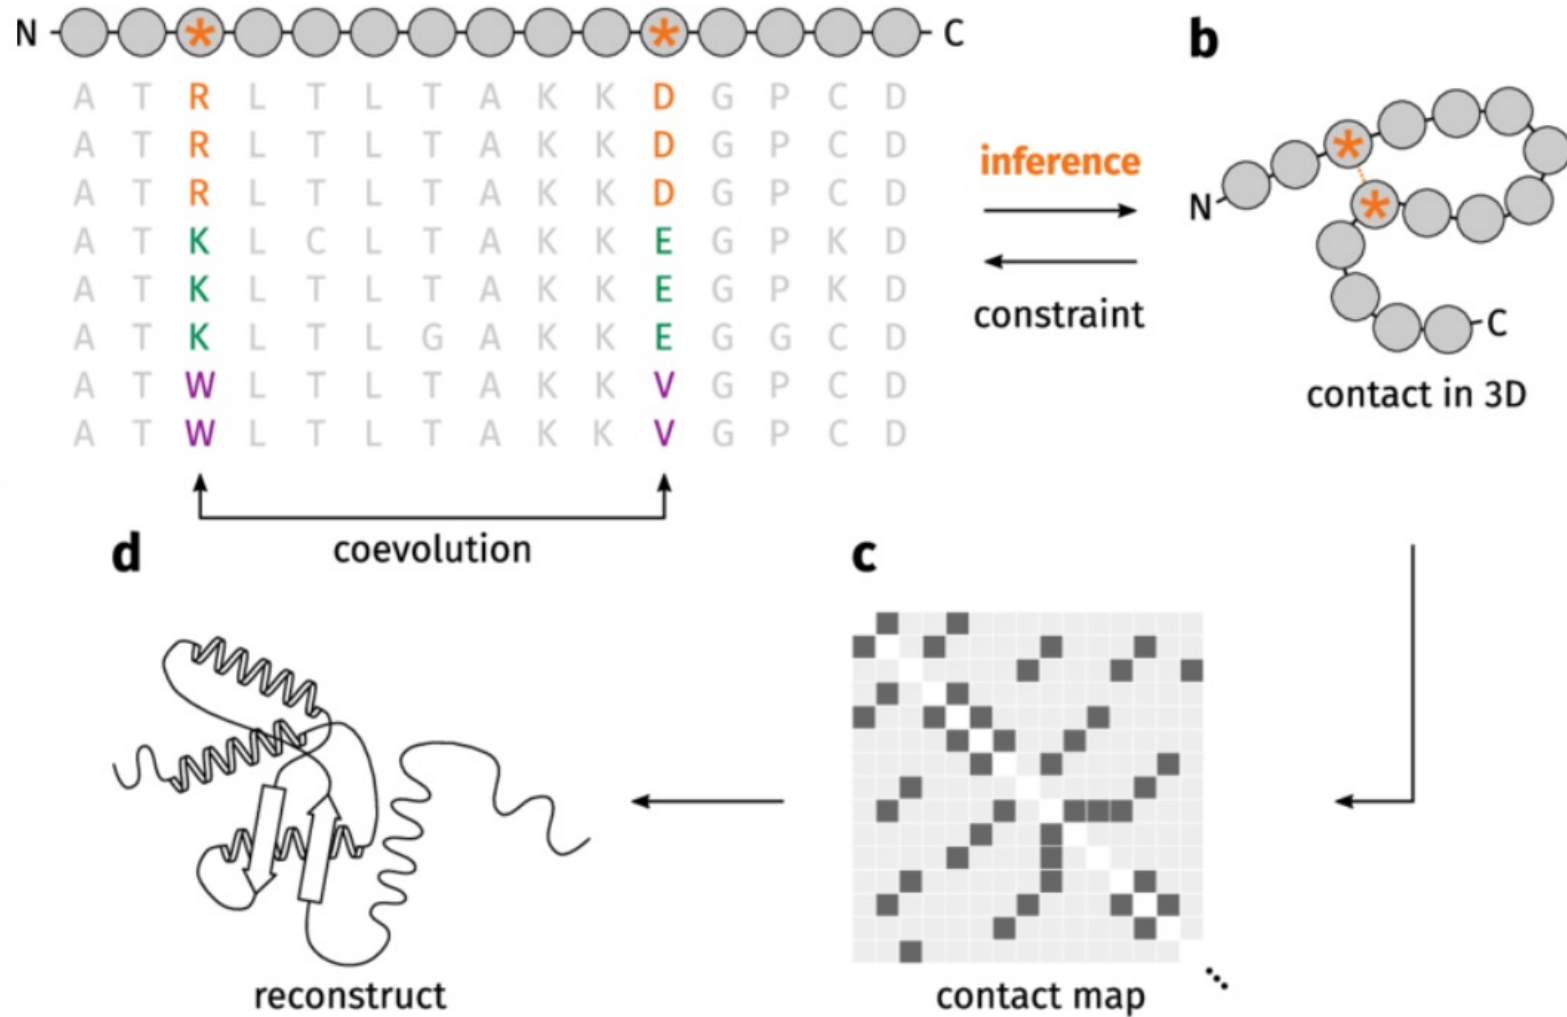 N C
* *
A T R L T L T A K K D G P C D
A T R L T L T A K K D G P C D
A T R L T L T A K K D G P C D
A T K L C L T A K K E G P K D
A T K L T L T A K K E G P K D
A T K L T L G A K K E G G C D
A T W L T L T A K K V G P C D
A T W L T L T A K K V G P C D
coevolution
inference
constraint
b
*
*
N
C
contact in 3D
c
contact map
d
reconstruct